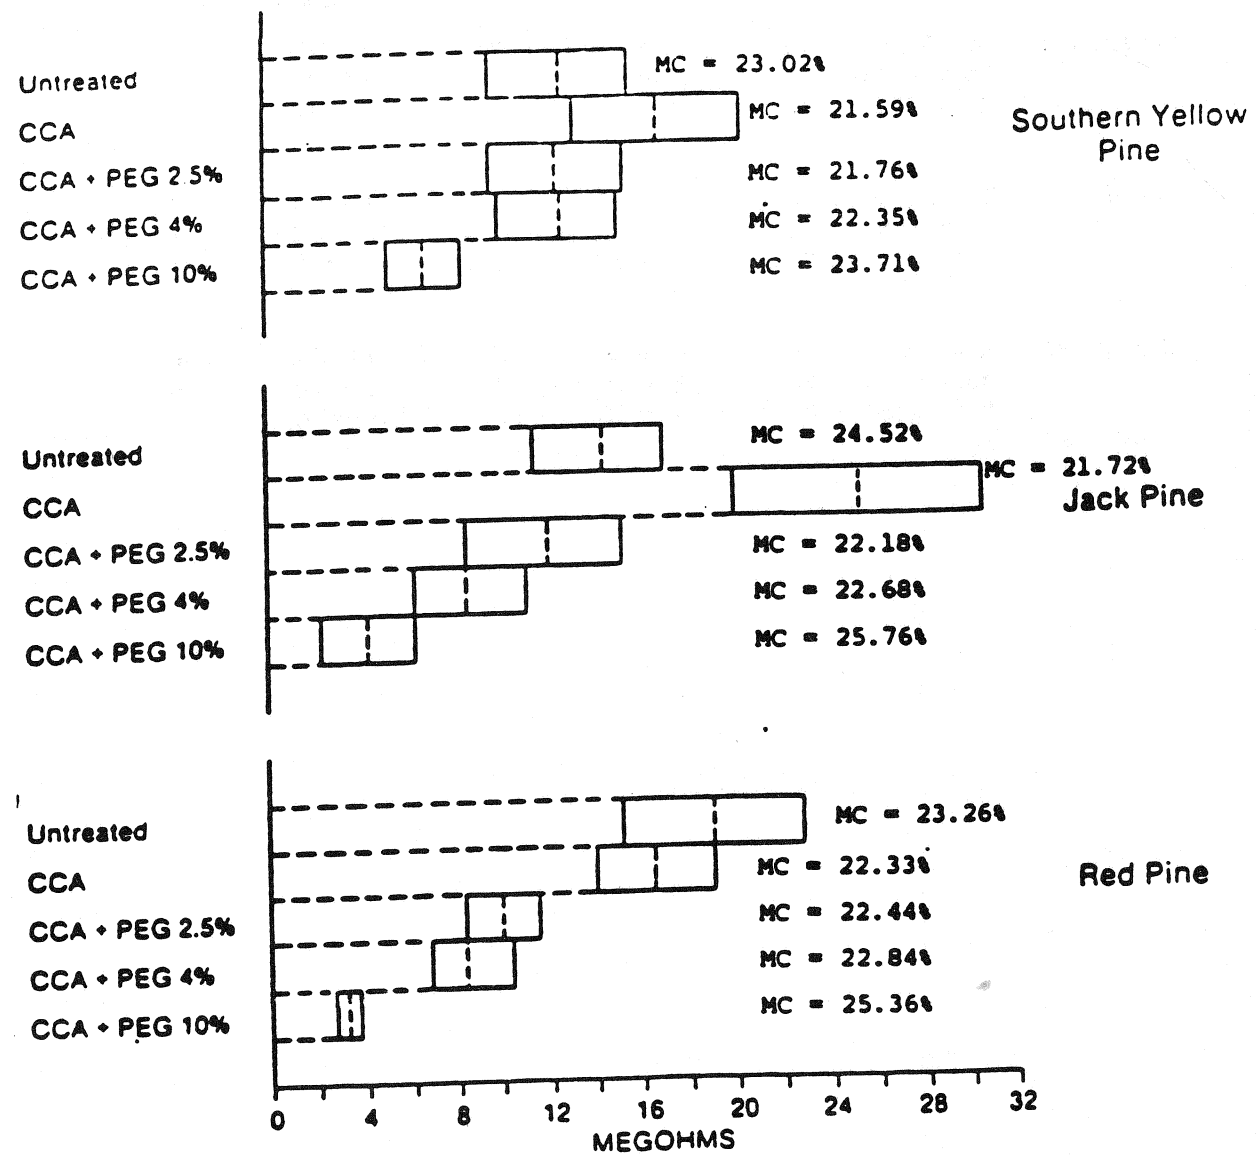 Untreated
MC = 23.02%
CCA
MC = 21.59%
Southern Yellow
Pine
CCA + PEG 2.5%
MC = 21.76%
CCA + PEG 4%
MC = 22.35%
CCA + PEG 10%
MC = 23.71%
Untreated
MC = 24.52%
CCA
MC = 21.72%
Jack Pine
CCA + PEG 2.5%
MC = 22.18%
CCA + PEG 4%
MC = 22.68%
CCA + PEG 10%
MC = 25.76%
Untreated
MC = 23.26%
CCA
MC = 22.33%
Red Pine
CCA + PEG 2.5%
MC = 22.44%
CCA + PEG 4%
MC = 22.84%
CCA + PEG 10%
MC = 25.36%
0 4 8 12 16 20 24 28 32
MEGOHMS